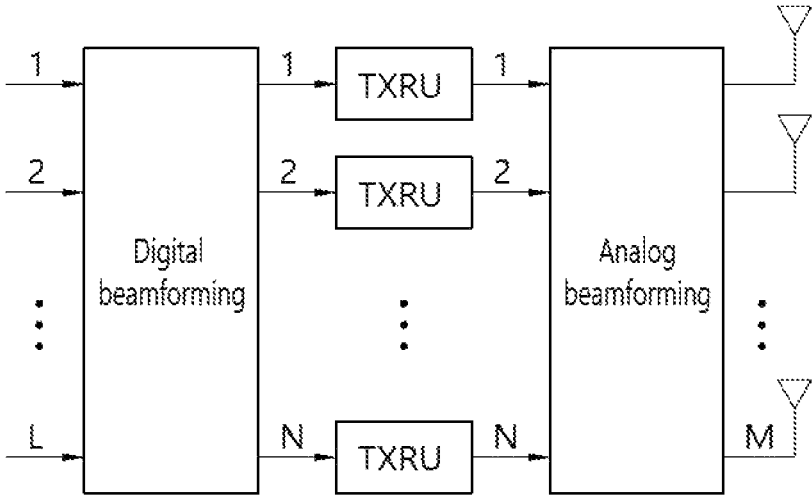 1 1 TXRU 1
2 2 TXRU 2
Digital beamforming
Analog beamforming
L N TXRU N M